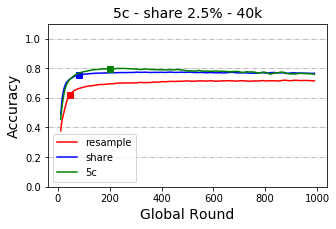 5c - share 2.5% - 40k
1.0
0.8
0.6
0.4
0.2
0.0
Accuracy
resample
share
5c
0 200 400 600 800 1000
Global Round